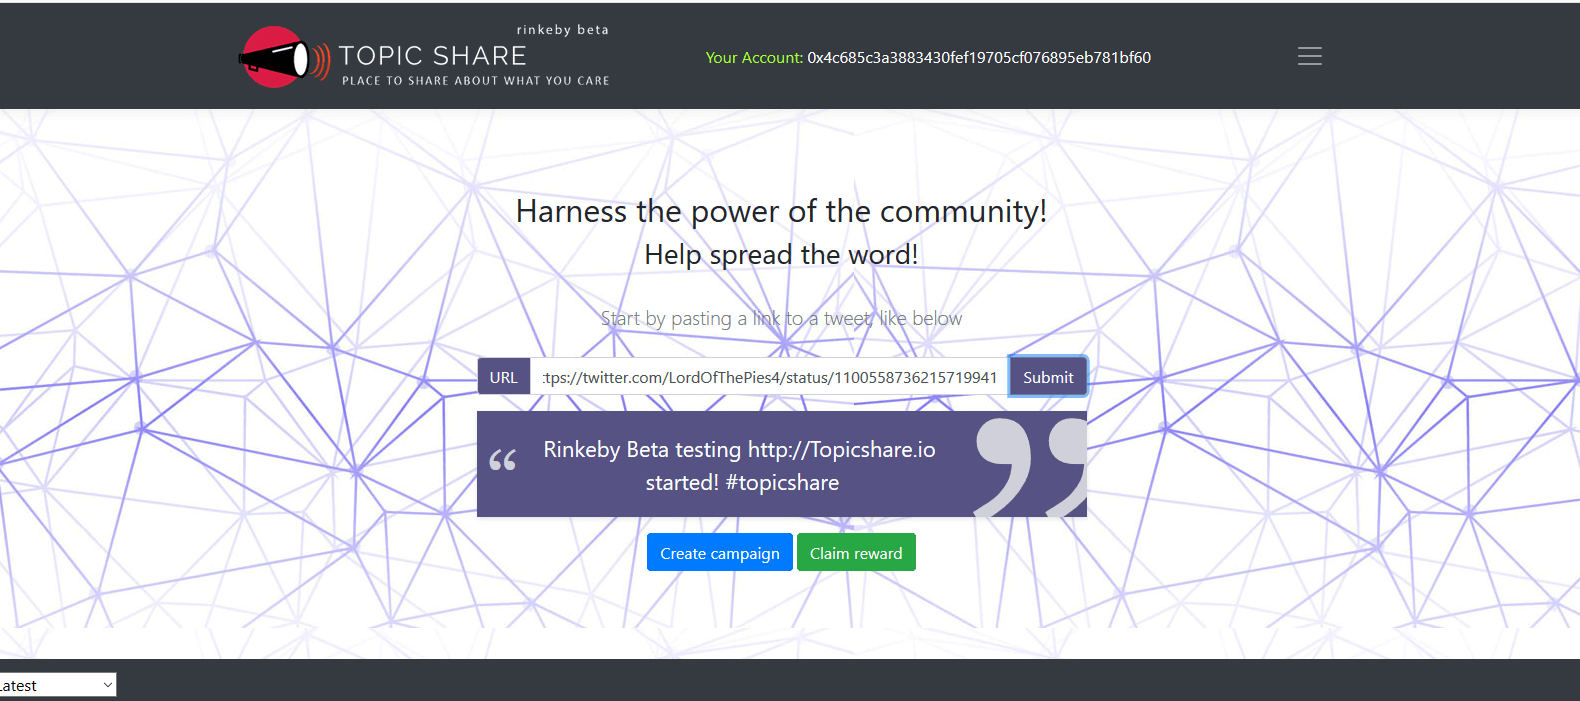 rinkeby beta
TOPIC SHARE
PLACE TO SHARE ABOUT WHAT YOU CARE
Your Account: 0x4c685c3a3883430fef19705cf076895eb781bf60
Harness the power of the community!
Help spread the word!
Start by pasting a link to a tweet, like below
URL ttps://twitter.com/LordOfThePies4/status/1100558736215719941 Submit
“ Rinkeby Beta testing http://Topicshare.io ”
started! #topicshare
Create campaign Claim reward
Latest